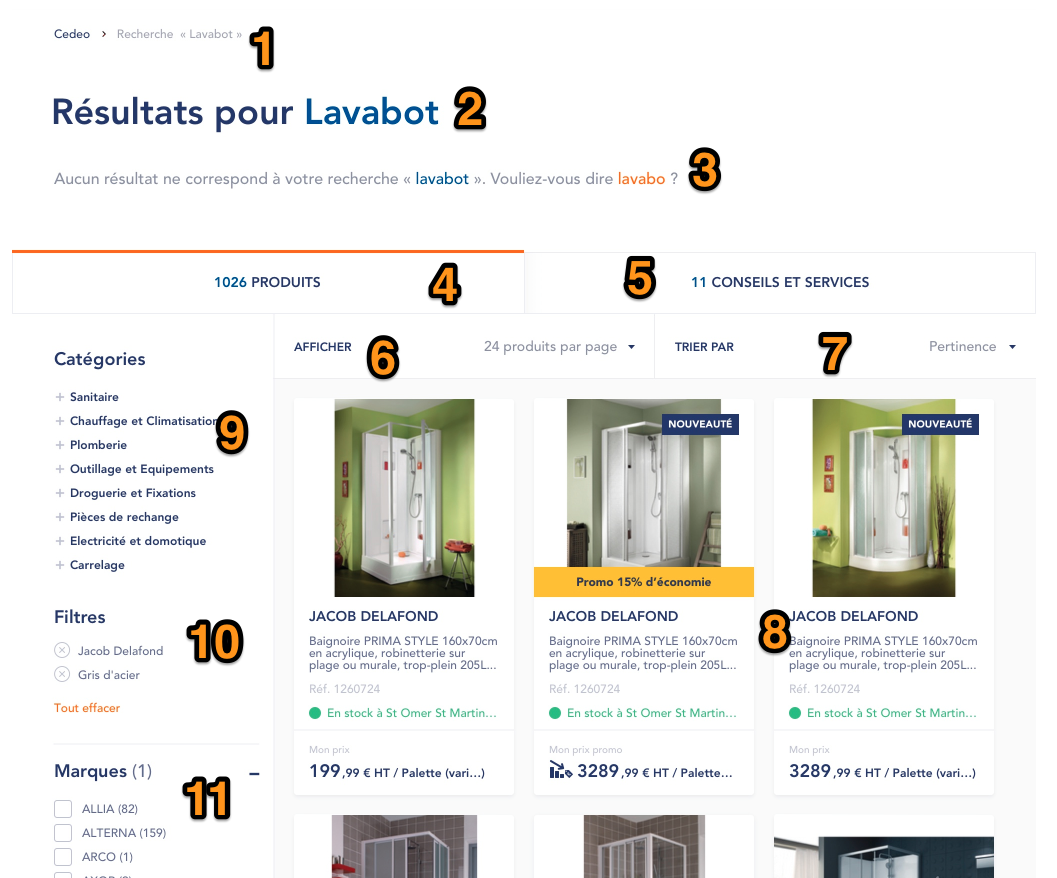 Cedeo › Recherche « Lavabot »
1
Résultats pour Lavabot
2
Aucun résultat ne correspond à votre recherche « lavabot ». Vouliez-vous dire lavabo ?
3
1026 PRODUITS
4
5
11 CONSEILS ET SERVICES
AFFICHER
6
24 produits par page
TRIER PAR
7
Pertinence
Catégories
+ Sanitaire
+ Chauffage et Climatisation
9
+ Plomberie
+ Outillage et Equipements
+ Droguerie et Fixations
+ Pièces de rechange
+ Electricité et domotique
+ Carrelage
Filtres
10
Jacob Delafond
Gris d'acier
Tout effacer
Marques (1)
11
ALLIA (82)
ALTERNA (159)
ARCO (1)
JACOB DELAFOND
Baignoire PRIMA STYLE 160x70cm
en acrylique, robinetterie sur
plage ou murale, trop-plein 205L...
Réf. 1260724
En stock à St Omer St Martin...
Mon prix
199,99 € HT / Palette (vari...)
NOUVEAUTÉ
Promo 15% d'économie
JACOB DELAFOND
Baignoire PRIMA STYLE 160x70cm
en acrylique, robinetterie sur
plage ou murale, trop-plein 205L...
Réf. 1260724
En stock à St Omer St Martin...
Mon prix promo
3289,99 € HT / Palette...
NOUVEAUTÉ
8
JACOB DELAFOND
Baignoire PRIMA STYLE 160x70cm
en acrylique, robinetterie sur
plage ou murale, trop-plein 205L...
Réf. 1260724
En stock à St Omer St Martin...
Mon prix
3289,99 € HT / Palette (vari...)